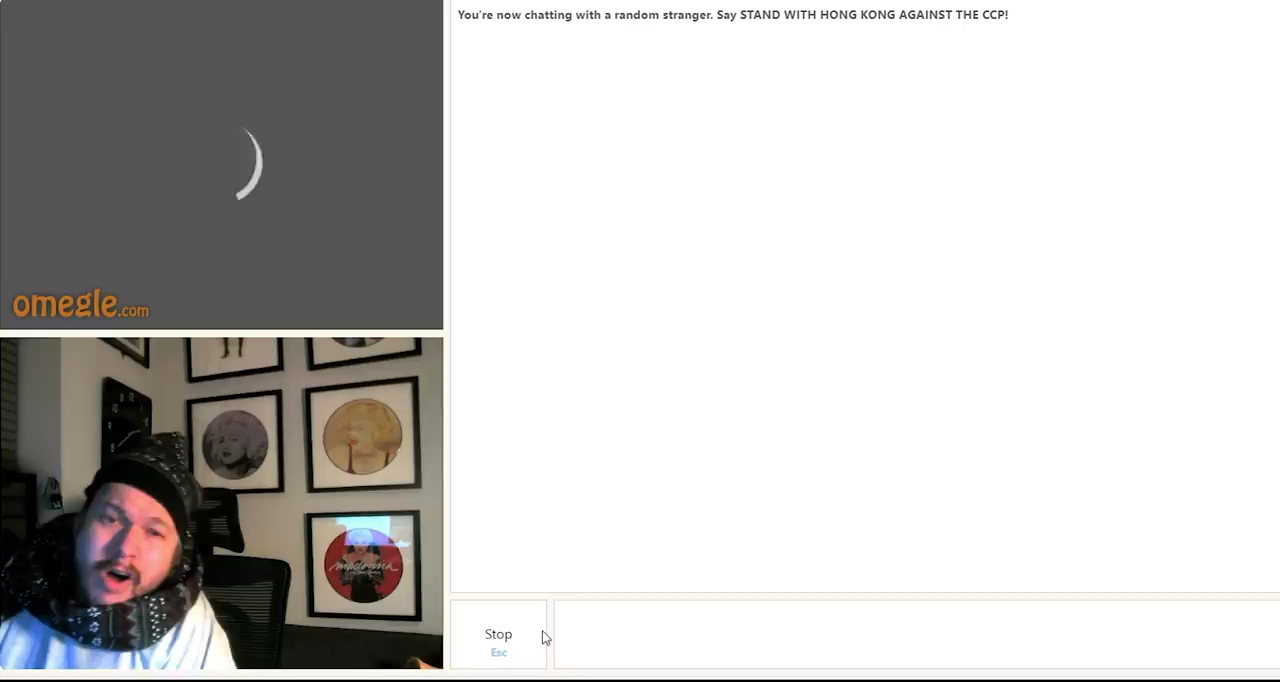 You're now chatting with a random stranger. Say STAND WITH HONG KONG AGAINST THE CCP!
omegle.com
madonna
Stop
Esc